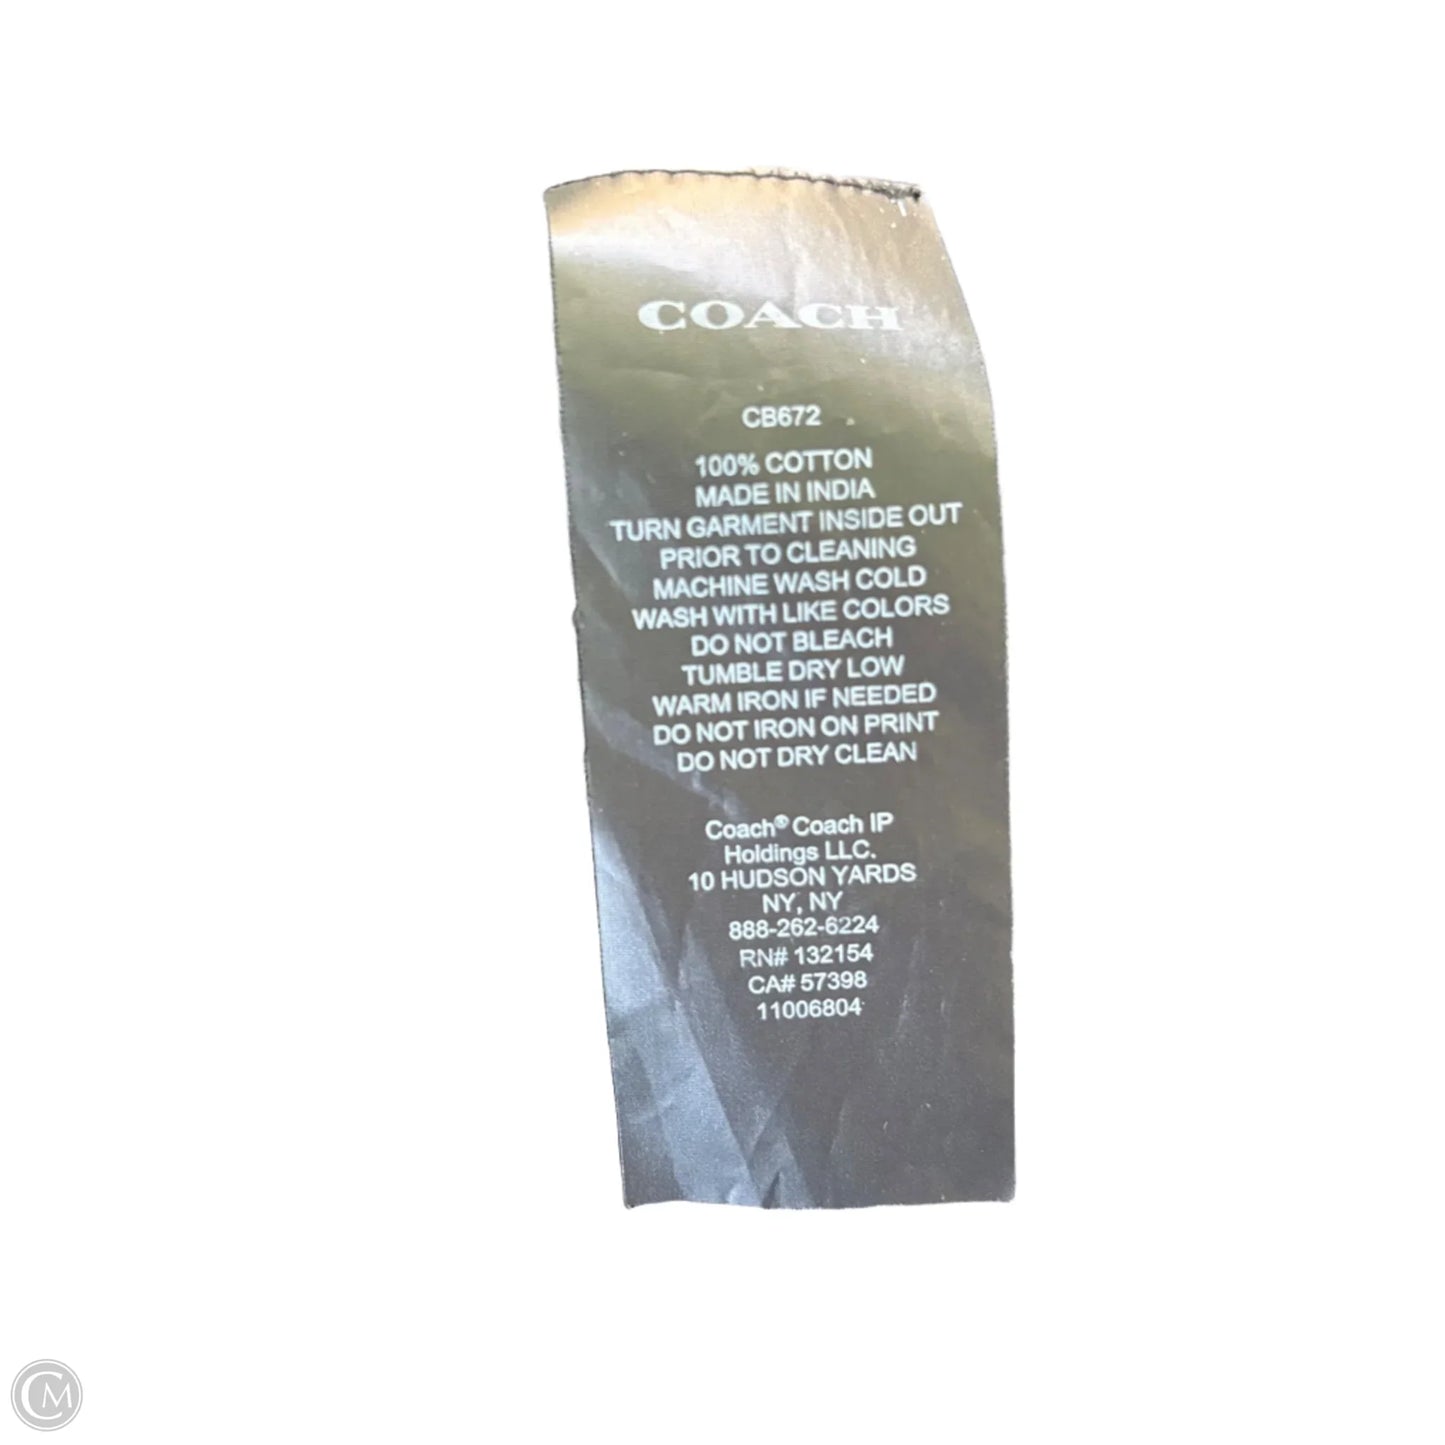 COACH
CB672
100% COTTON
MADE IN INDIA
TURN GARMENT INSIDE OUT
PRIOR TO CLEANING
MACHINE WASH COLD
WASH WITH LIKE COLORS
DO NOT BLEACH
TUMBLE DRY LOW
WARM IRON IF NEEDED
DO NOT IRON ON PRINT
DO NOT DRY CLEAN
Coach® Coach IP
Holdings LLC.
10 HUDSON YARDS
NY, NY
888-262-6224
RN# 132154
CA# 57398
11006804
CM